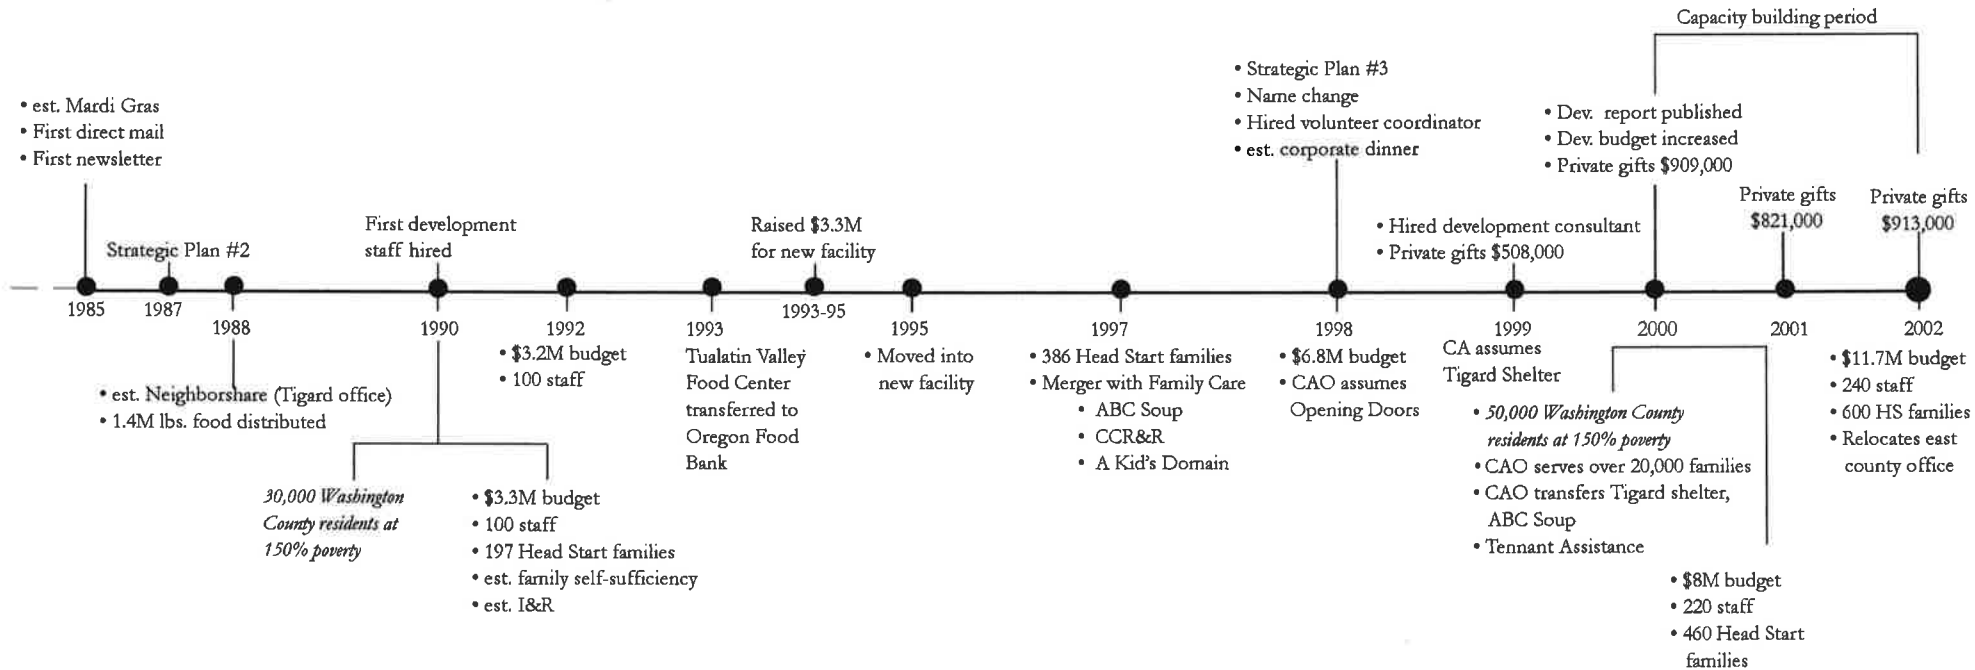 Capacity building period
• est. Mardi Gras
• First direct mail
• First newsletter
1985
Strategic Plan #2
1987
1988
• est. Neighborshare (Tigard office)
• 1.4M lbs. food distributed
First development
staff hired
1990
30,000 Washington
County residents at
150% poverty
• $3.3M budget
• 100 staff
• 197 Head Start families
• est. family self-sufficiency
• est. I&R
1992
• $3.2M budget
• 100 staff
1993
Tualatin Valley
Food Center
transferred to
Oregon Food
Bank
Raised $3.3M
for new facility
1993-95
1995
• Moved into
new facility
1997
• 386 Head Start families
• Merger with Family Care
• ABC Soup
• CCR&R
• A Kid's Domain
• Strategic Plan #3
• Name change
• Hired volunteer coordinator
• est. corporate dinner
1998
• $6.8M budget
• CAO assumes
Opening Doors
• Hired development consultant
• Private gifts $508,000
1999
CA assumes
Tigard Shelter
• Dev. report published
• Dev. budget increased
• Private gifts $909,000
2000
• 50,000 Washington County
residents at 150% poverty
• CAO serves over 20,000 families
• CAO transfers Tigard shelter,
ABC Soup
• Tennant Assistance
• $8M budget
• 220 staff
• 460 Head Start
families
Private gifts
$821,000
2001
Private gifts
$913,000
2002
• $11.7M budget
• 240 staff
• 600 HS families
• Relocates east
county office